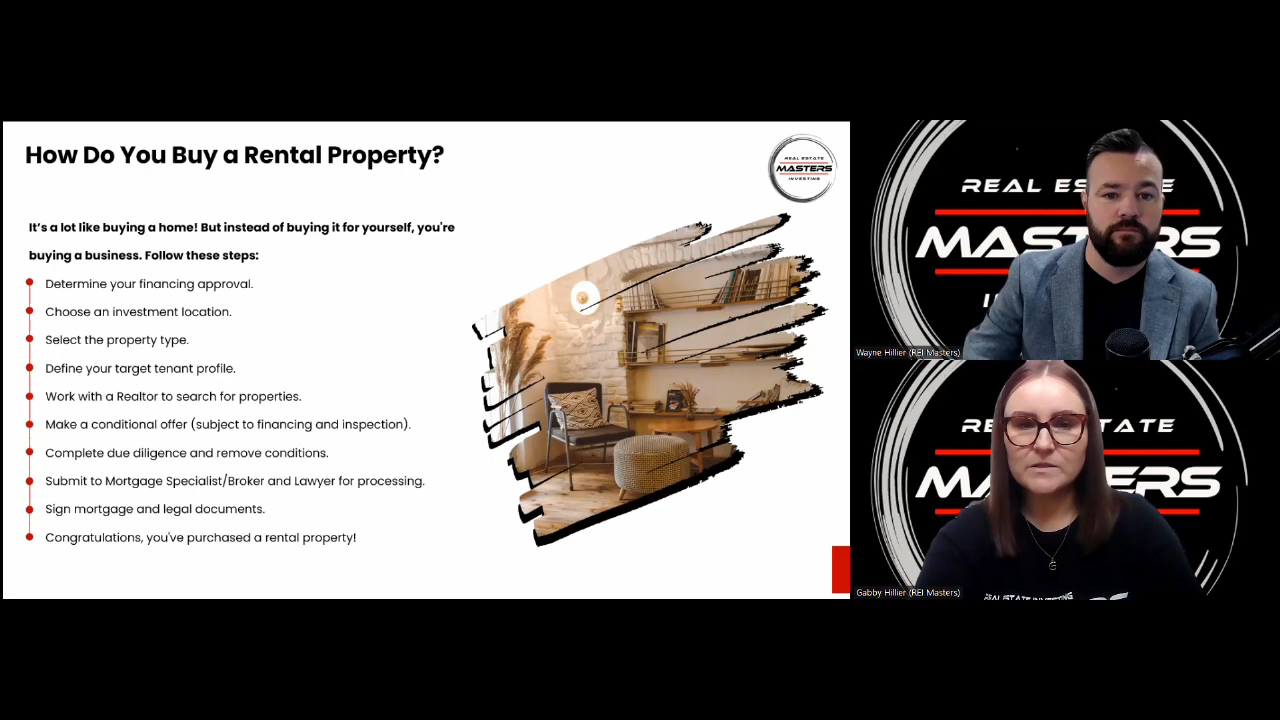 How Do You Buy a Rental Property?
REAL ESTATE
MASTERS
INVESTING
It's a lot like buying a home! But instead of buying it for yourself, you're
buying a business. Follow these steps:
Determine your financing approval.
Choose an investment location.
Select the property type.
Define your target tenant profile.
Work with a Realtor to search for properties.
Make a conditional offer (subject to financing and inspection).
Complete due diligence and remove conditions.
Submit to Mortgage Specialist/Broker and Lawyer for processing.
Sign mortgage and legal documents.
Congratulations, you've purchased a rental property!
REAL ES E
MAS ERS
I
Wayne Hillier (REI Masters)
RE TATE
MA ERS
REAL ESTATE INVESTING
Gabby Hillier (REI Masters)